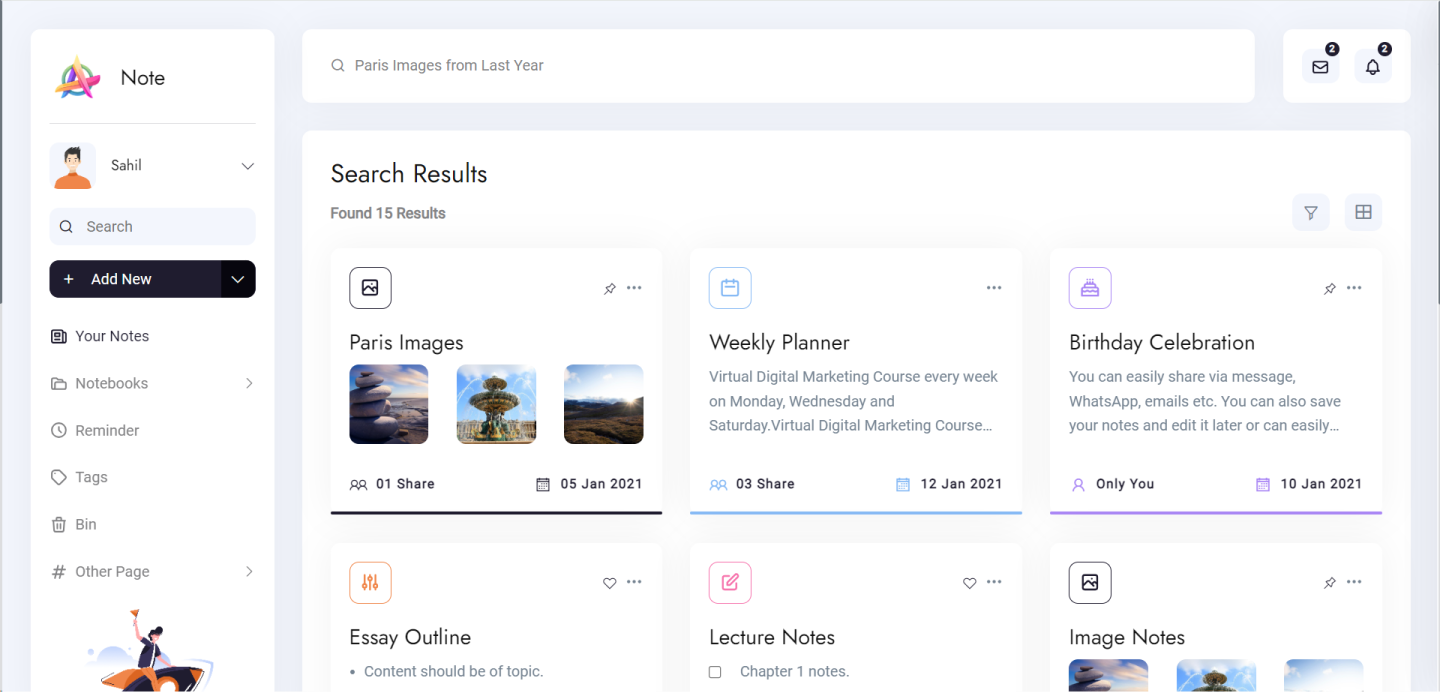 Note
Paris Images from Last Year
2
2
Sahil
Search
+ Add New
Your Notes
Notebooks
Reminder
Tags
Bin
# Other Page
Search Results
Found 15 Results
Paris Images
01 Share
05 Jan 2021
Weekly Planner
Virtual Digital Marketing Course every week
on Monday, Wednesday and
Saturday.Virtual Digital Marketing Course...
03 Share
12 Jan 2021
Birthday Celebration
You can easily share via message,
WhatsApp, emails etc. You can also save
your notes and edit it later or can easily...
Only You
10 Jan 2021
Essay Outline
• Content should be of topic.
Lecture Notes
Chapter 1 notes.
Image Notes